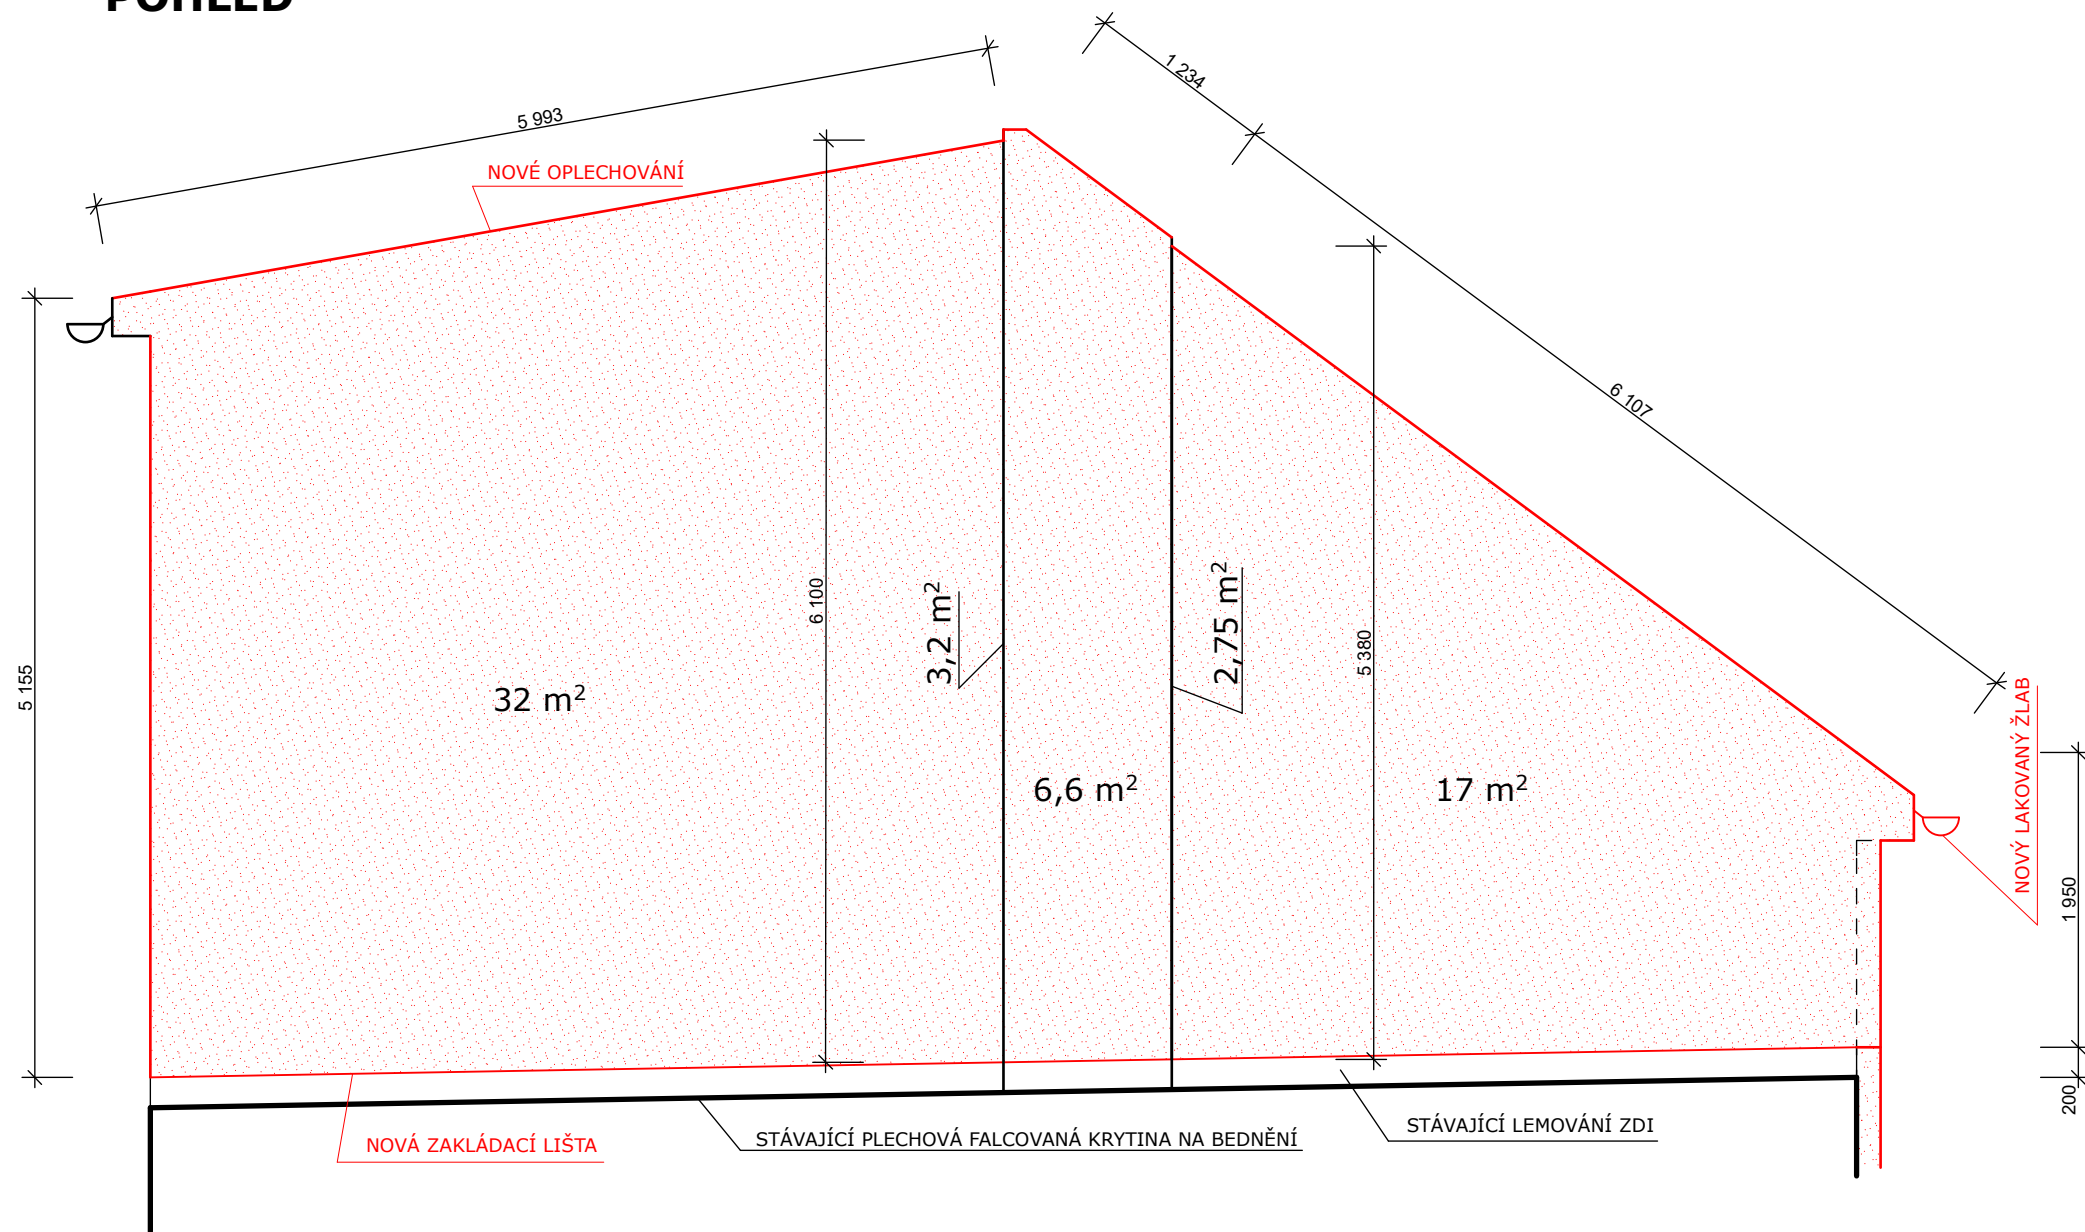 POHLED
1 234
5 993
NOVÉ OPLECHOVÁNÍ
6 107
6 100
3,2 m²
2,75 m²
5 380
5 155
32 m²
6,6 m²
17 m²
NOVÝ LAKOVANÝ ŽLAB
1 950
200
NOVÁ ZAKLÁDACÍ LIŠTA
STÁVAJÍCÍ PLECHOVÁ FALCOVANÁ KRYTINA NA BEDNĚNÍ
STÁVAJÍCÍ LEMOVÁNÍ ZDI